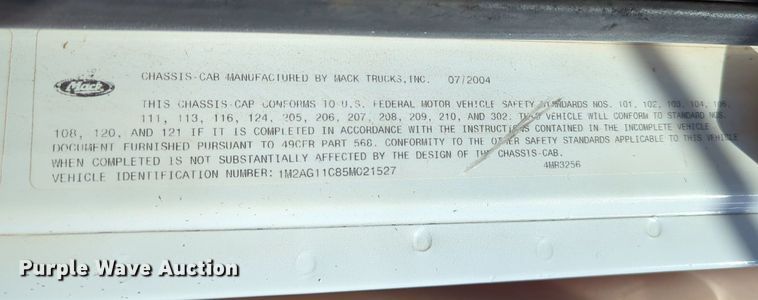 Mack
CHASSIS-CAB MANUFACTURED BY MACK TRUCKS, INC. 07/2004
THIS CHASSIS-CAP CONFORMS TO U.S. FEDERAL MOTOR VEHICLE SAFETY STANDARDS NOS. 101, 102, 103, 104, 105,
111, 113, 116, 124, 205, 206, 207, 208, 209, 210, AND 302. THIS VEHICLE WILL CONFORM TO STANDARD NOS.
108, 120, AND 121 IF IT IS COMPLETED IN ACCORDANCE WITH THE INSTRUCTIONS CONTAINED IN THE INCOMPLETE VEHICLE
DOCUMENT FURNISHED PURSUANT TO 49CFR PART 568. CONFORMITY TO THE OTHER SAFETY STANDARDS APPLICABLE TO THIS VEHICLE
WHEN COMPLETED IS NOT SUBSTANTIALLY AFFECTED BY THE DESIGN OF THE CHASSIS-CAB.
VEHICLE IDENTIFICATION NUMBER: 1M2AG11C85M021527 4MR3256
Purple Wave Auction